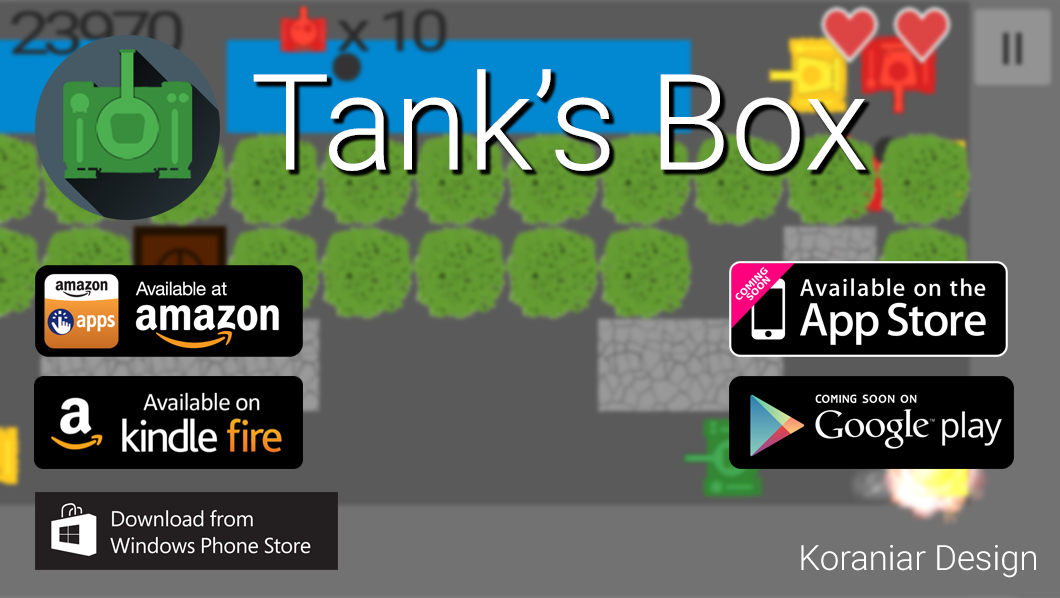 23970
x 10
Tank's Box
amazon
apps
Available at
amazon
COMING
SOON
Available on the
App Store
a
Available on
kindle fire
COMING SOON ON
Google™ play
Download from
Windows Phone Store
Koraniar Design